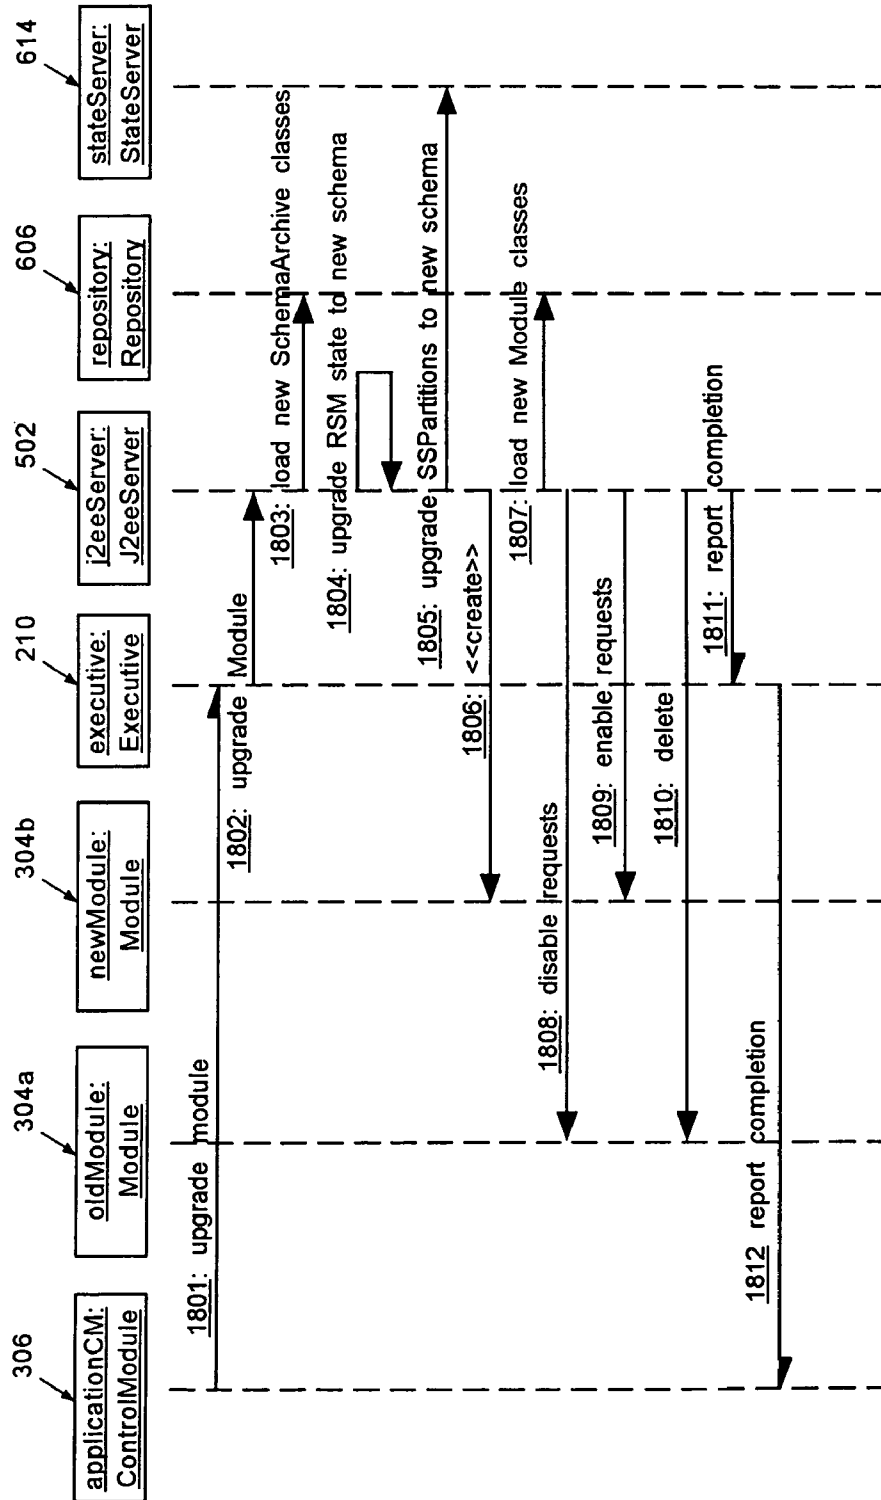 306
applicationCM:
ControlModule
304a
oldModule:
Module
304b
newModule:
Module
210
executive:
Executive
502
j2eeServer:
J2eeServer
606
repository:
Repository
614
stateServer:
StateServer
1801: upgrade module
1802: upgrade Module
1803: load new SchemaArchive classes
1804: upgrade RSM state to new schema
1805: upgrade SSPartitions to new schema
1806: <<create>>
1807: load new Module classes
1808: disable requests
1809: enable requests
1810: delete
1811: report completion
1812 report completion